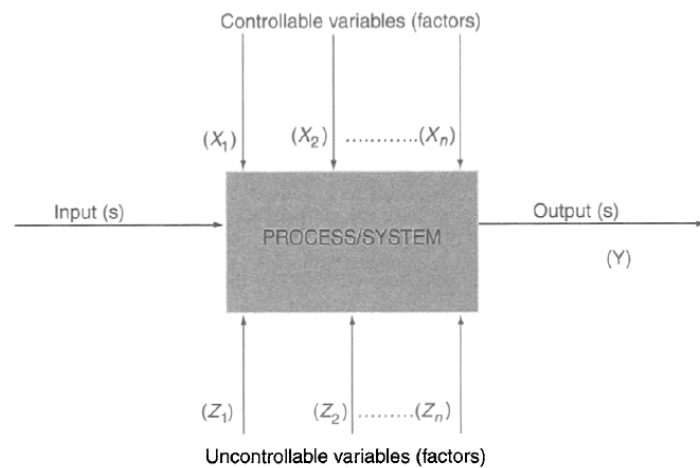 Controllable variables (factors)
(X1) (X2) ............(Xn)
Input (s)
PROCESS/SYSTEM
Output (s)
(Y)
(Z1) (Z2) .........(Zn)
Uncontrollable variables (factors)